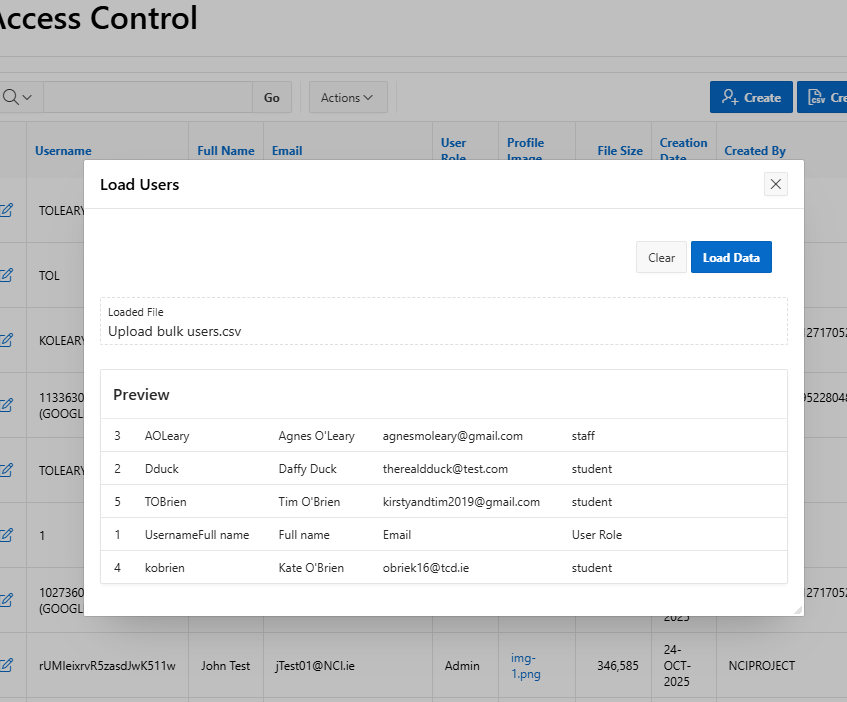 Access Control
Go
Actions
Create
csv
Username
Full Name
Email
User Role
Profile Image
File Size
Creation Date
Created By
Load Users
TOLEARY
Clear
Load Data
TOL
Loaded File
Upload bulk users.csv
KOLEARY
Preview
1133630
(GOOGL
3 AOLeary Agnes O'Leary agnesmoleary@gmail.com staff
2 Dduck Daffy Duck therealdduck@test.com student
TOLEARY
5 TOBrien Tim O'Brien kirstyandtim2019@gmail.com student
1
1 UsernameFull name Full name Email User Role
4 kobrien Kate O'Brien obriek16@tcd.ie student
1027360
(GOOGL
2025
rUMIeixrvR5zasdJwK511w John Test jTest01@NCI.ie Admin img-1.png 346,585 24-OCT-2025 NCIPROJECT